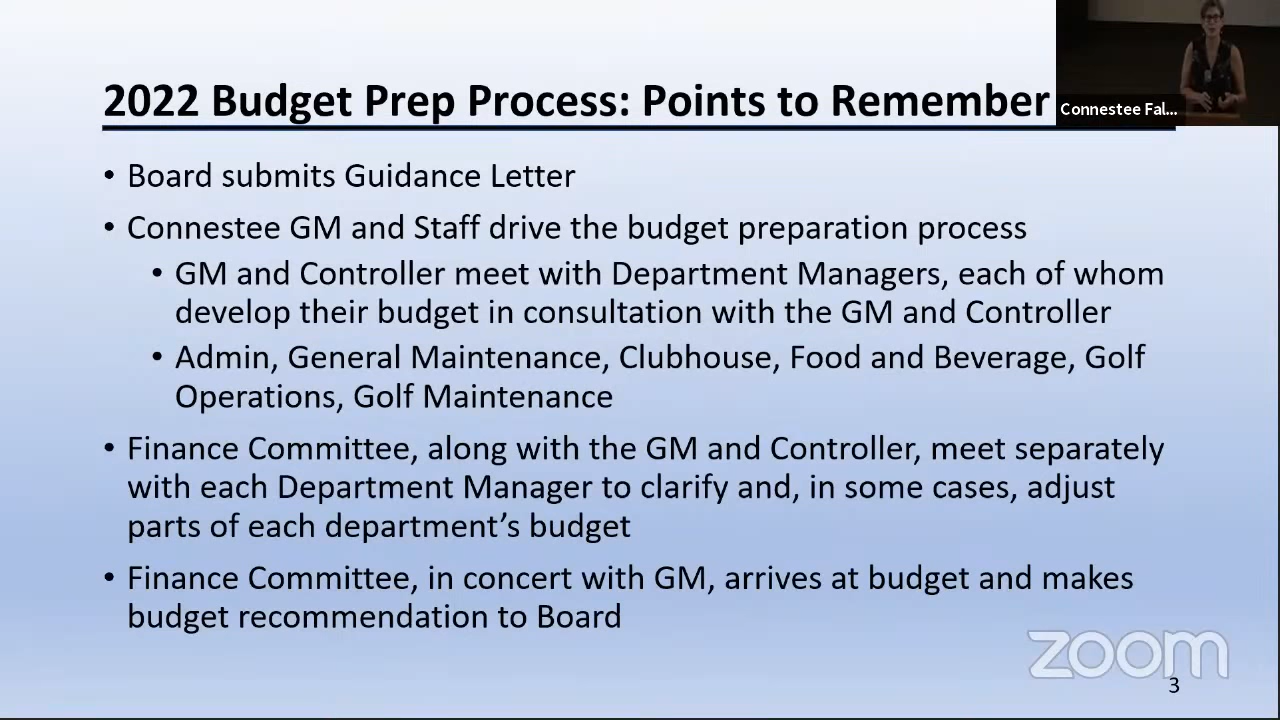 2022 Budget Prep Process: Points to Remember
Connestee Fal...
• Board submits Guidance Letter
• Connestee GM and Staff drive the budget preparation process
• GM and Controller meet with Department Managers, each of whom
develop their budget in consultation with the GM and Controller
• Admin, General Maintenance, Clubhouse, Food and Beverage, Golf
Operations, Golf Maintenance
• Finance Committee, along with the GM and Controller, meet separately
with each Department Manager to clarify and, in some cases, adjust
parts of each department’s budget
• Finance Committee, in concert with GM, arrives at budget and makes
budget recommendation to Board
zoom
3